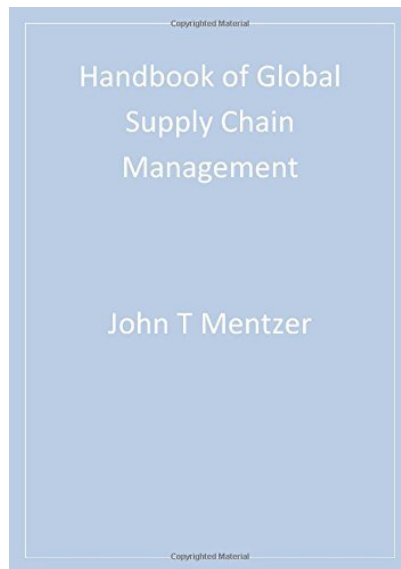 Copyrighted Material
Handbook of Global
Supply Chain
Management
John T Mentzer
Copyrighted Material